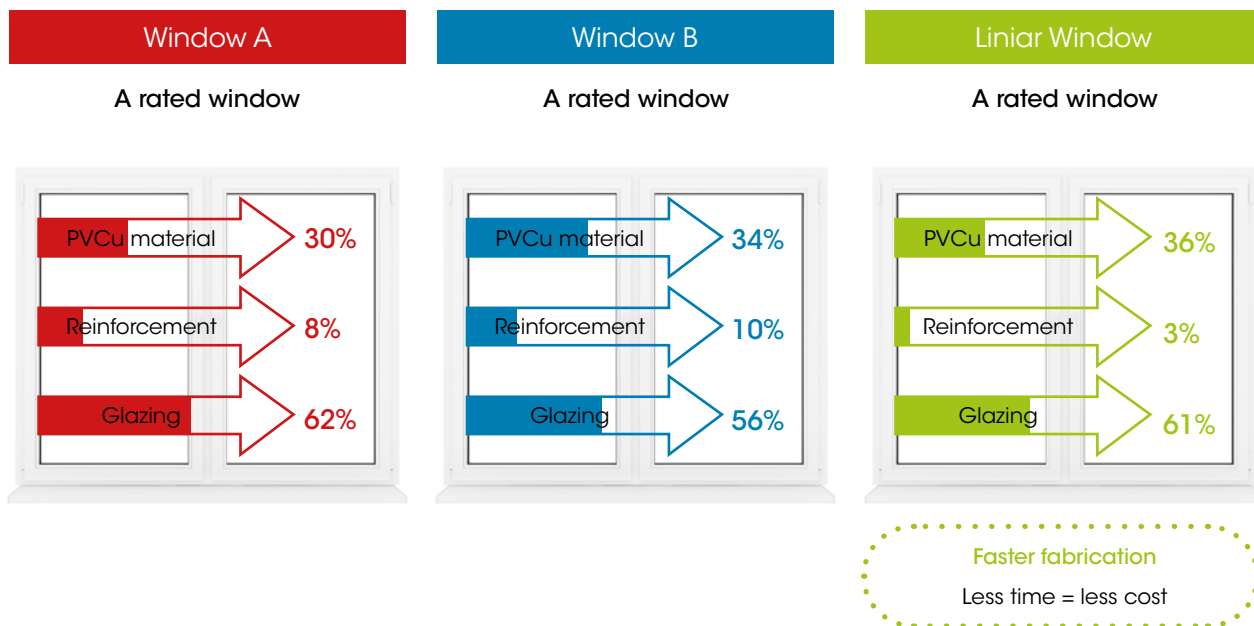 Window A
A rated window
PVCu material
30%
Reinforcement
8%
Glazing
62%
Window B
A rated window
PVCu material
34%
Reinforcement
10%
Glazing
56%
Liniar Window
A rated window
PVCu material
36%
Reinforcement
3%
Glazing
61%
Faster fabrication
Less time = less cost